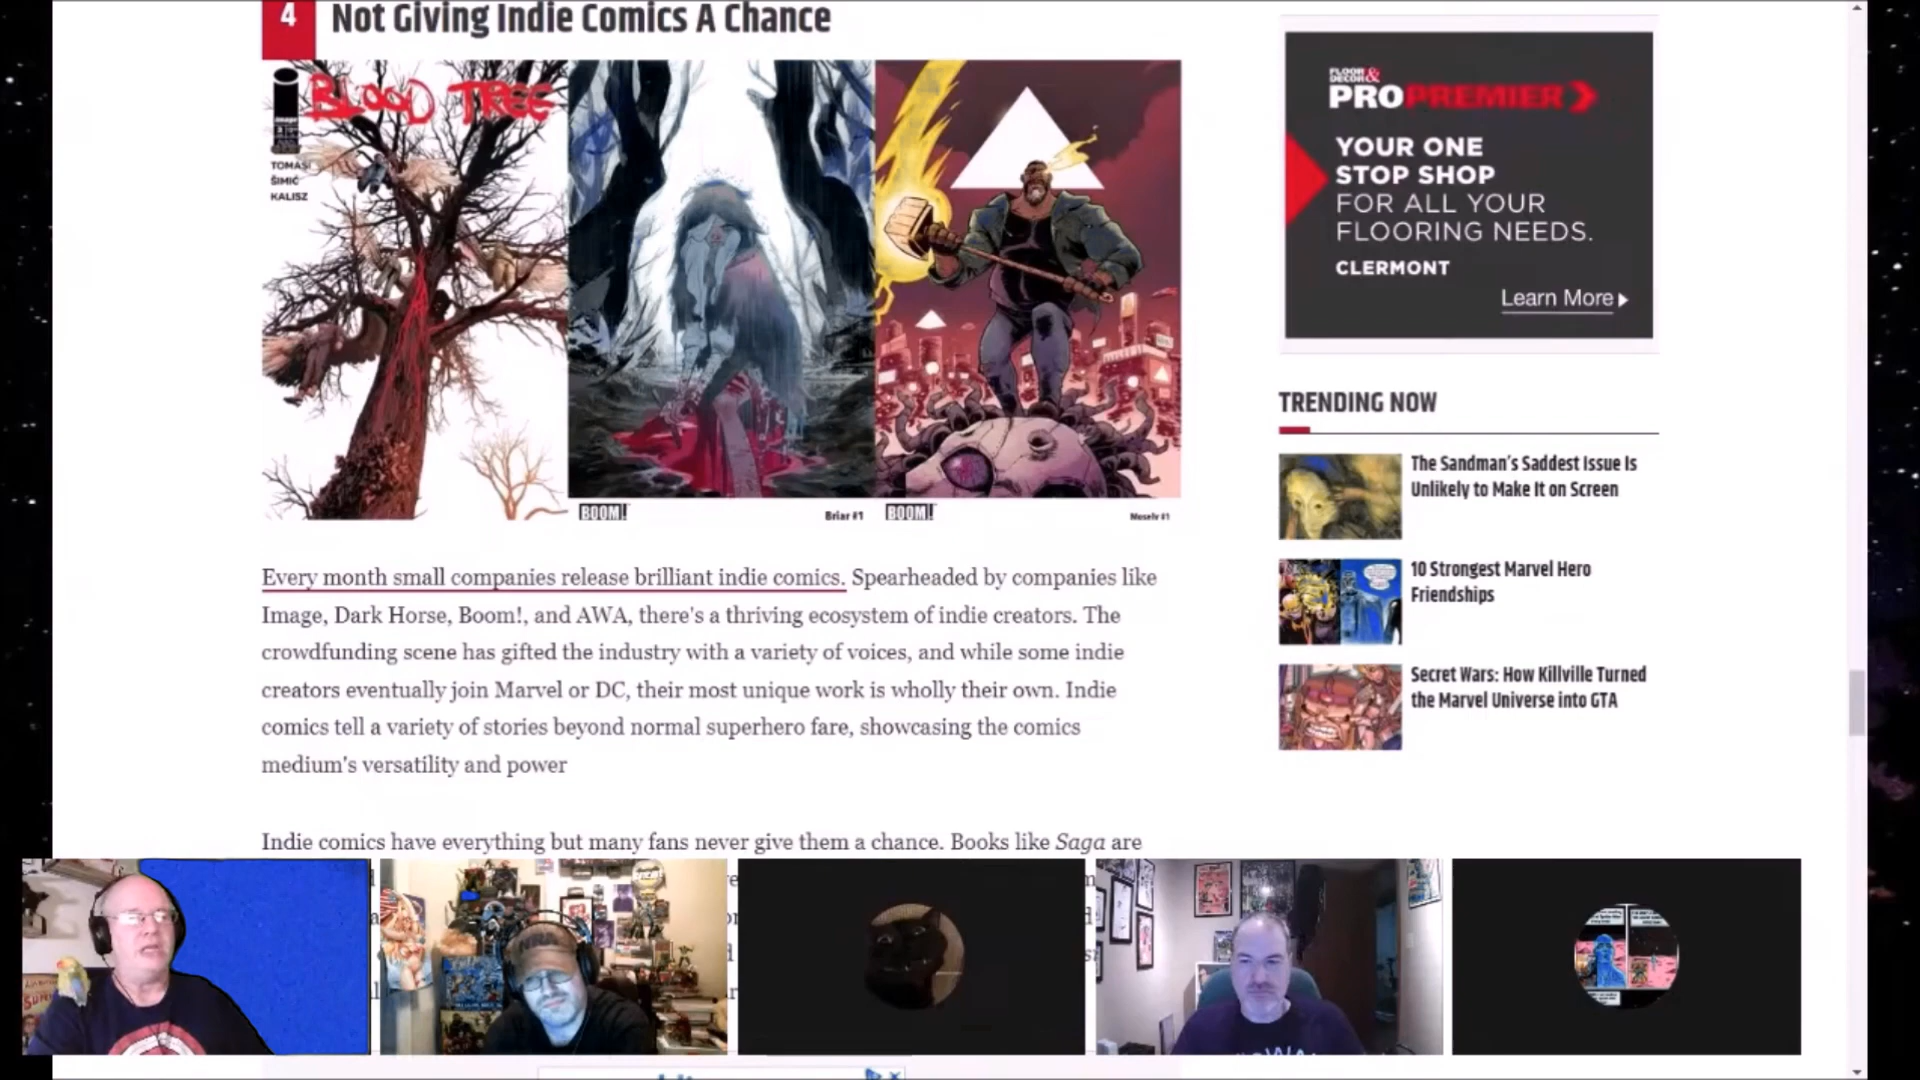 4 Not Giving Indie Comics A Chance
BLOOD TREE
image
TOMASI
ŠIMIĆ
KALISZ
BOOM!
Briar #1
BOOM!
Every month small companies release brilliant indie comics. Spearheaded by companies like
Image, Dark Horse, Boom!, and AWA, there's a thriving ecosystem of indie creators. The
crowdfunding scene has gifted the industry with a variety of voices, and while some indie
creators eventually join Marvel or DC, their most unique work is wholly their own. Indie
comics tell a variety of stories beyond normal superhero fare, showcasing the comics
medium's versatility and power
Indie comics have everything but many fans never give them a chance. Books like Saga are
FLOOR & DECOR
PRO PREMIER
YOUR ONE
STOP SHOP
FOR ALL YOUR
FLOORING NEEDS.
CLERMONT
Learn More
TRENDING NOW
The Sandman's Saddest Issue Is
Unlikely to Make It on Screen
10 Strongest Marvel Hero
Friendships
Secret Wars: How Killville Turned
the Marvel Universe into GTA